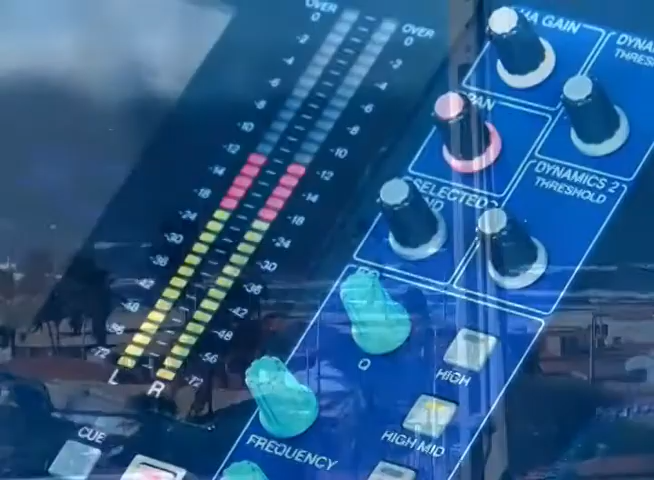 OVER
0
-2
-4
-6
-8
-10
-12
-14
-18
-24
-30
-36
-42
-48
-56
-72
L
OVER
0
-2
-4
-6
-8
-10
-12
-14
-18
-24
-30
-36
-42
-48
-56
-72
R
GAIN
THRESH
PAN
DYNAMICS 2
THRESHOLD
SELECTED
Q
HIGH
HIGH MID
FREQUENCY
CUE